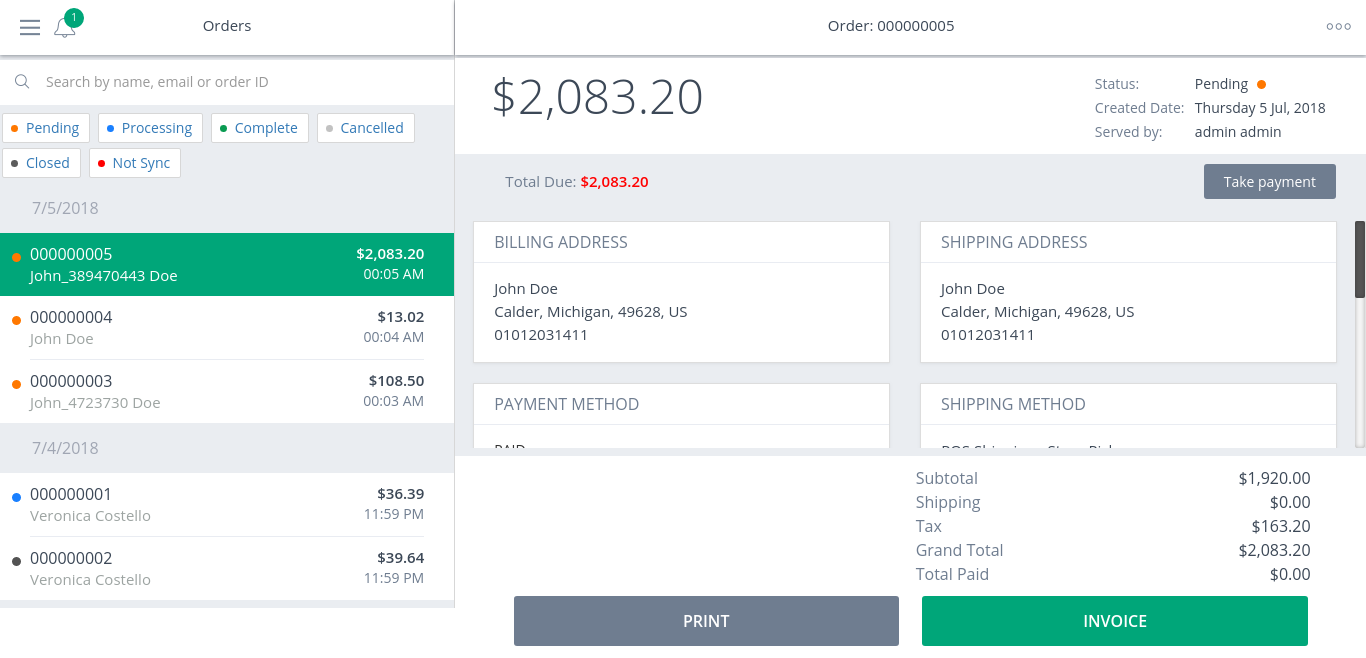 1
Orders
Search by name, email or order ID
Pending Processing Complete Cancelled
Closed Not Sync
7/5/2018
000000005 $2,083.20
John_389470443 Doe 00:05 AM
000000004 $13.02
John Doe 00:04 AM
000000003 $108.50
John_4723730 Doe 00:03 AM
7/4/2018
000000001 $36.39
Veronica Costello 11:59 PM
000000002 $39.64
Veronica Costello 11:59 PM
Order: 000000005
$2,083.20
Status: Pending
Created Date: Thursday 5 Jul, 2018
Served by: admin admin
Total Due: $2,083.20
Take payment
BILLING ADDRESS
John Doe
Calder, Michigan, 49628, US
01012031411
SHIPPING ADDRESS
John Doe
Calder, Michigan, 49628, US
01012031411
PAYMENT METHOD
PAID
SHIPPING METHOD
POS Shipping - Store
Subtotal $1,920.00
Shipping $0.00
Tax $163.20
Grand Total $2,083.20
Total Paid $0.00
PRINT
INVOICE